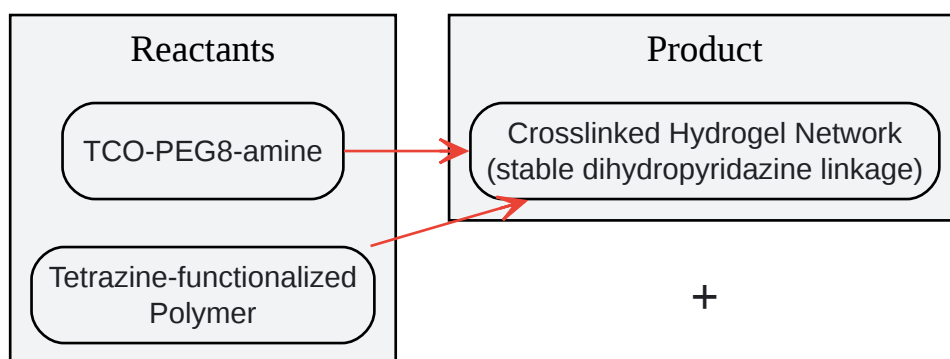 Reactants
TCO-PEG8-amine
Tetrazine-functionalized
Polymer
Product
Crosslinked Hydrogel Network
(stable dihydropyridazine linkage)
+